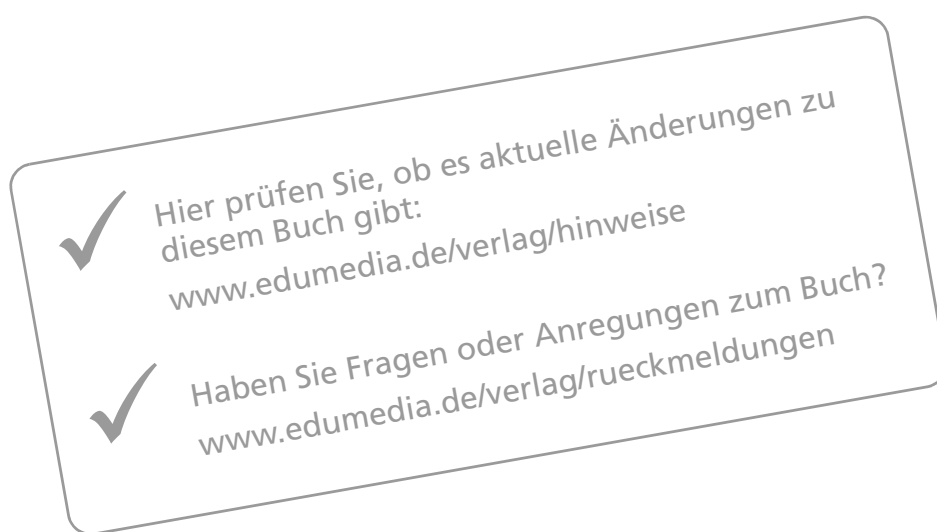 Hier prüfen Sie, ob es aktuelle Änderungen zu
diesem Buch gibt:
www.edumedia.de/verlag/hinweise
Haben Sie Fragen oder Anregungen zum Buch?
www.edumedia.de/verlag/rueckmeldungen